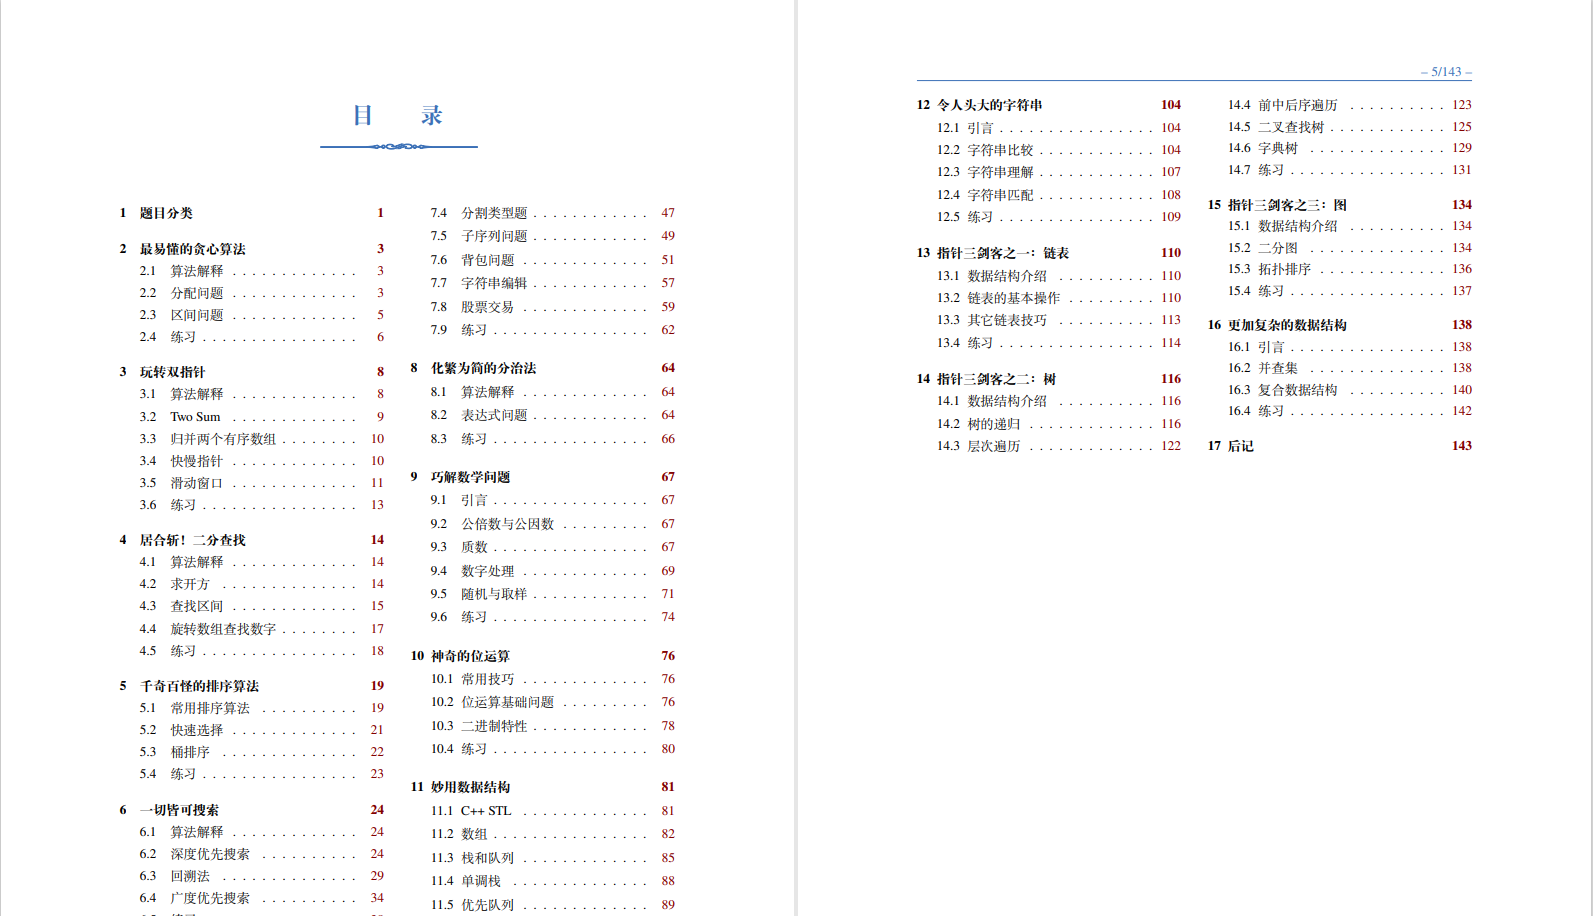 目 录
1 题目分类 1
2 最易懂的贪心算法 3
2.1 算法解释 . . . . . . . . . . . . . 3
2.2 分配问题 . . . . . . . . . . . . . 3
2.3 区间问题 . . . . . . . . . . . . . 5
2.4 练习 . . . . . . . . . . . . . . . . 6
3 玩转双指针 8
3.1 算法解释 . . . . . . . . . . . . . 8
3.2 Two Sum . . . . . . . . . . . . . 9
3.3 归并两个有序数组 . . . . . . . . 10
3.4 快慢指针 . . . . . . . . . . . . . 10
3.5 滑动窗口 . . . . . . . . . . . . . 11
3.6 练习 . . . . . . . . . . . . . . . . 13
4 居合斩！二分查找 14
4.1 算法解释 . . . . . . . . . . . . . 14
4.2 求开方 . . . . . . . . . . . . . . 14
4.3 查找区间 . . . . . . . . . . . . . 15
4.4 旋转数组查找数字 . . . . . . . . 17
4.5 练习 . . . . . . . . . . . . . . . . 18
5 千奇百怪的排序算法 19
5.1 常用排序算法 . . . . . . . . . . 19
5.2 快速选择 . . . . . . . . . . . . . 21
5.3 桶排序 . . . . . . . . . . . . . . 22
5.4 练习 . . . . . . . . . . . . . . . . 23
6 一切皆可搜索 24
6.1 算法解释 . . . . . . . . . . . . . 24
6.2 深度优先搜索 . . . . . . . . . . 24
6.3 回溯法 . . . . . . . . . . . . . . 29
6.4 广度优先搜索 . . . . . . . . . . 34
7.4 分割类型题 . . . . . . . . . . . . 47
7.5 子序列问题 . . . . . . . . . . . . 49
7.6 背包问题 . . . . . . . . . . . . . 51
7.7 字符串编辑 . . . . . . . . . . . . 57
7.8 股票交易 . . . . . . . . . . . . . 59
7.9 练习 . . . . . . . . . . . . . . . . 62
8 化繁为简的分治法 64
8.1 算法解释 . . . . . . . . . . . . . 64
8.2 表达式问题 . . . . . . . . . . . . 64
8.3 练习 . . . . . . . . . . . . . . . . 66
9 巧解数学问题 67
9.1 引言 . . . . . . . . . . . . . . . . 67
9.2 公倍数与公因数 . . . . . . . . . 67
9.3 质数 . . . . . . . . . . . . . . . . 67
9.4 数字处理 . . . . . . . . . . . . . 69
9.5 随机与取样 . . . . . . . . . . . . 71
9.6 练习 . . . . . . . . . . . . . . . . 74
10 神奇的位运算 76
10.1 常用技巧 . . . . . . . . . . . . . 76
10.2 位运算基础问题 . . . . . . . . . 76
10.3 二进制特性 . . . . . . . . . . . . 78
10.4 练习 . . . . . . . . . . . . . . . . 80
11 妙用数据结构 81
11.1 C++ STL . . . . . . . . . . . . . 81
11.2 数组 . . . . . . . . . . . . . . . . 82
11.3 栈和队列 . . . . . . . . . . . . . 85
11.4 单调栈 . . . . . . . . . . . . . . 88
11.5 优先队列 . . . . . . . . . . . . . 89
– 5/143 –
12 令人头大的字符串 104
12.1 引言 . . . . . . . . . . . . . . . . 104
12.2 字符串比较 . . . . . . . . . . . . 104
12.3 字符串理解 . . . . . . . . . . . . 107
12.4 字符串匹配 . . . . . . . . . . . . 108
12.5 练习 . . . . . . . . . . . . . . . . 109
13 指针三剑客之一：链表 110
13.1 数据结构介绍 . . . . . . . . . . 110
13.2 链表的基本操作 . . . . . . . . . 110
13.3 其它链表技巧 . . . . . . . . . . 113
13.4 练习 . . . . . . . . . . . . . . . . 114
14 指针三剑客之二：树 116
14.1 数据结构介绍 . . . . . . . . . . 116
14.2 树的递归 . . . . . . . . . . . . . 116
14.3 层次遍历 . . . . . . . . . . . . . 122
14.4 前中后序遍历 . . . . . . . . . . 123
14.5 二叉查找树 . . . . . . . . . . . . 125
14.6 字典树 . . . . . . . . . . . . . . 129
14.7 练习 . . . . . . . . . . . . . . . . 131
15 指针三剑客之三：图 134
15.1 数据结构介绍 . . . . . . . . . . 134
15.2 二分图 . . . . . . . . . . . . . . 134
15.3 拓扑排序 . . . . . . . . . . . . . 136
15.4 练习 . . . . . . . . . . . . . . . . 137
16 更加复杂的数据结构 138
16.1 引言 . . . . . . . . . . . . . . . . 138
16.2 并查集 . . . . . . . . . . . . . . 138
16.3 复合数据结构 . . . . . . . . . . 140
16.4 练习 . . . . . . . . . . . . . . . . 142
17 后记 143